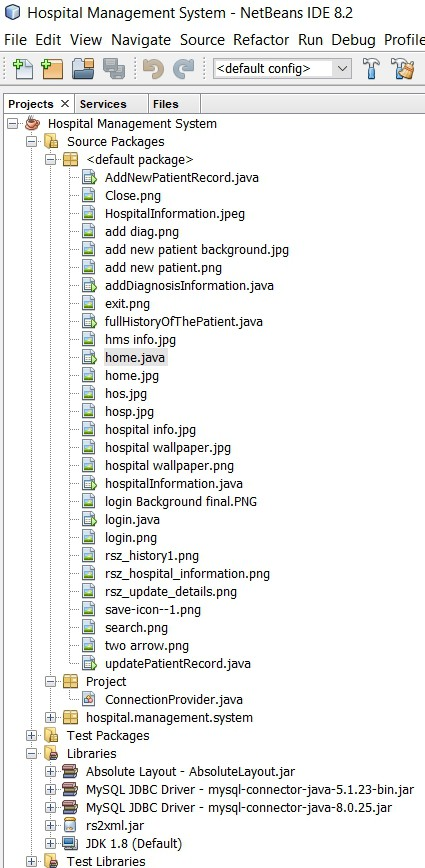 Hospital Management System - NetBeans IDE 8.2
File Edit View Navigate Source Refactor Run Debug Profile
<default config>
Projects Services Files
Hospital Management System
Source Packages
<default package>
AddNewPatientRecord.java
Close.png
HospitalInformation.jpeg
add diag.png
add new patient background.jpg
add new patient.png
addDiagnosisInformation.java
exit.png
fullHistoryOfThePatient.java
hms info.jpg
home.java
home.jpg
hos.jpg
hosp.jpg
hospital info.jpg
hospital wallpaper.jpg
hospital wallpaper.png
hospitalInformation.java
login Background final.PNG
login.java
login.png
rsz_history1.png
rsz_hospital_information.png
rsz_update_details.png
save-icon--1.png
search.png
two arrow.png
updatePatientRecord.java
Project
ConnectionProvider.java
hospital.management.system
Test Packages
Libraries
Absolute Layout - AbsoluteLayout.jar
MySQL JDBC Driver - mysql-connector-java-5.1.23-bin.jar
MySQL JDBC Driver - mysql-connector-java-8.0.25.jar
rs2xml.jar
JDK 1.8 (Default)
Test Libraries